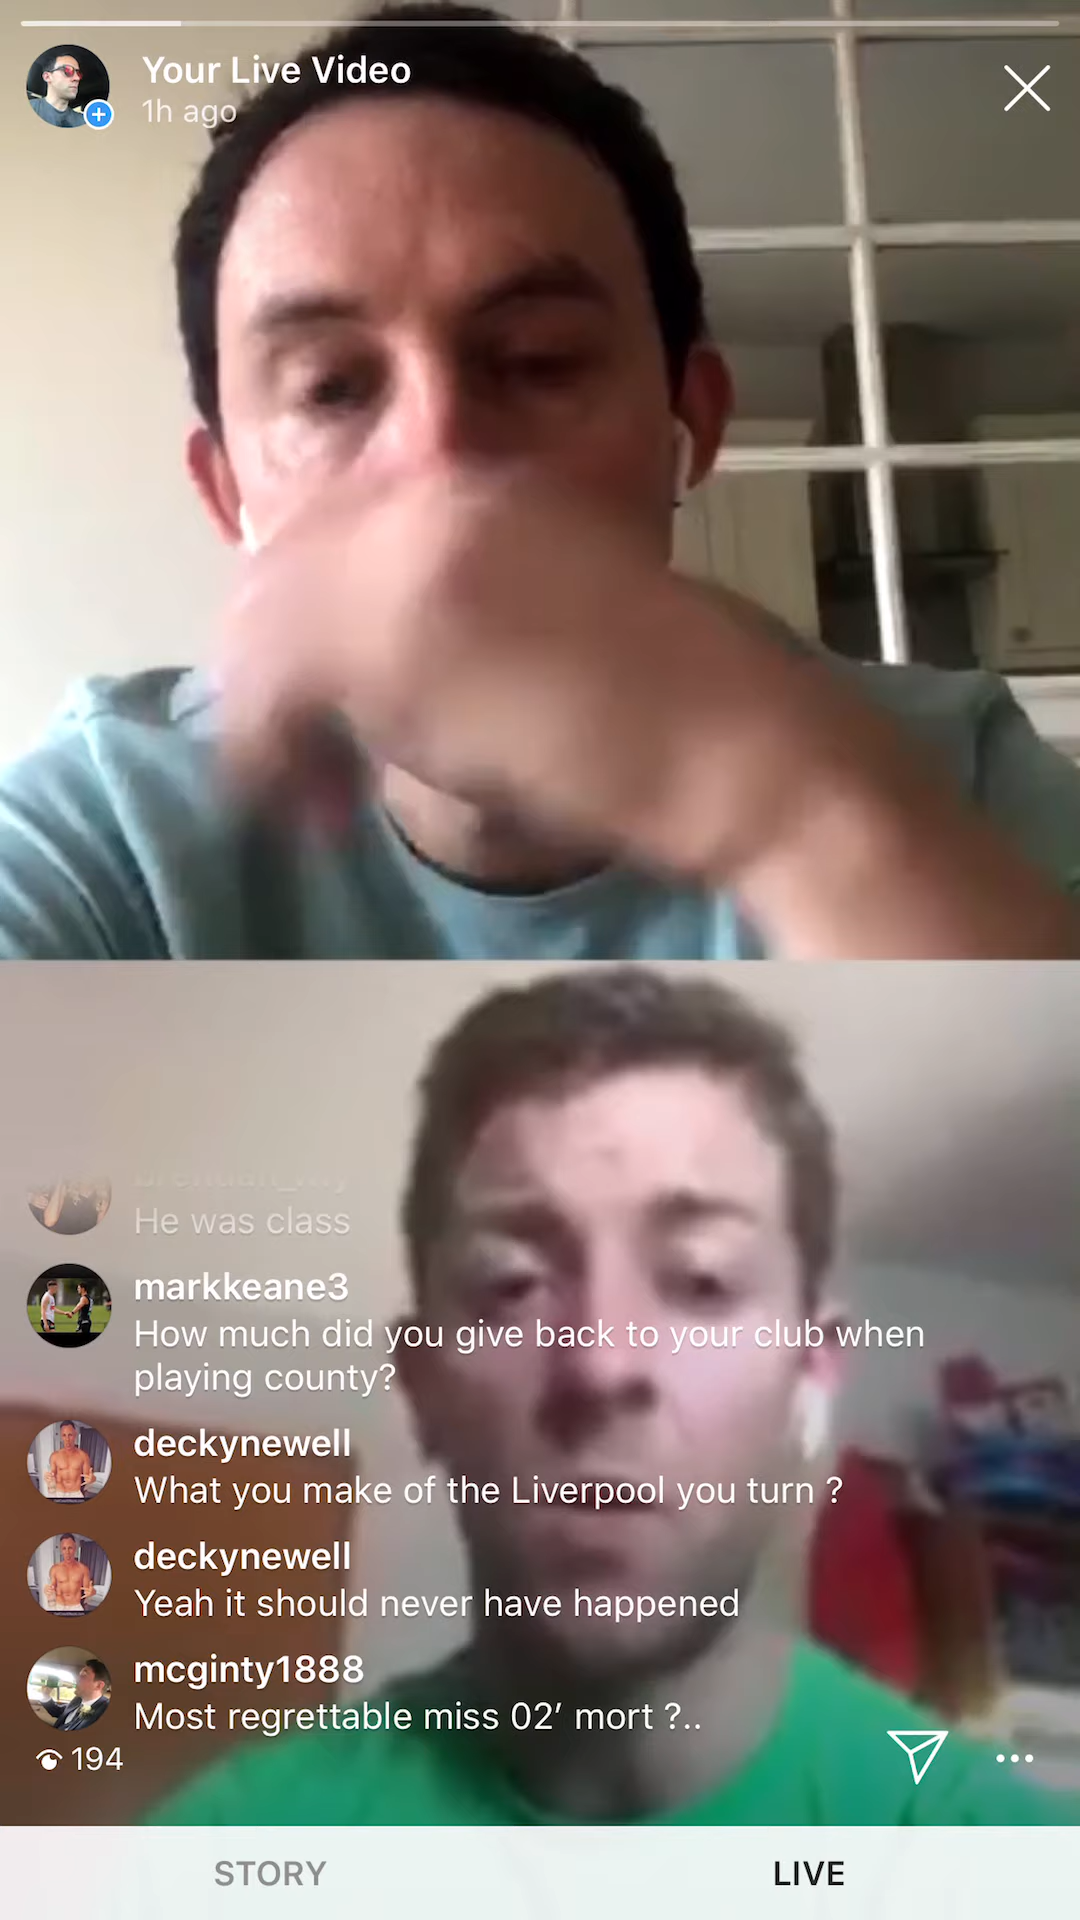 Your Live Video
1h ago
He was class
markkeane3
How much did you give back to your club when
playing county?
deckynewell
What you make of the Liverpool you turn ?
deckynewell
Yeah it should never have happened
mcginty1888
Most regrettable miss 02’ mort ?..
194
STORY
LIVE